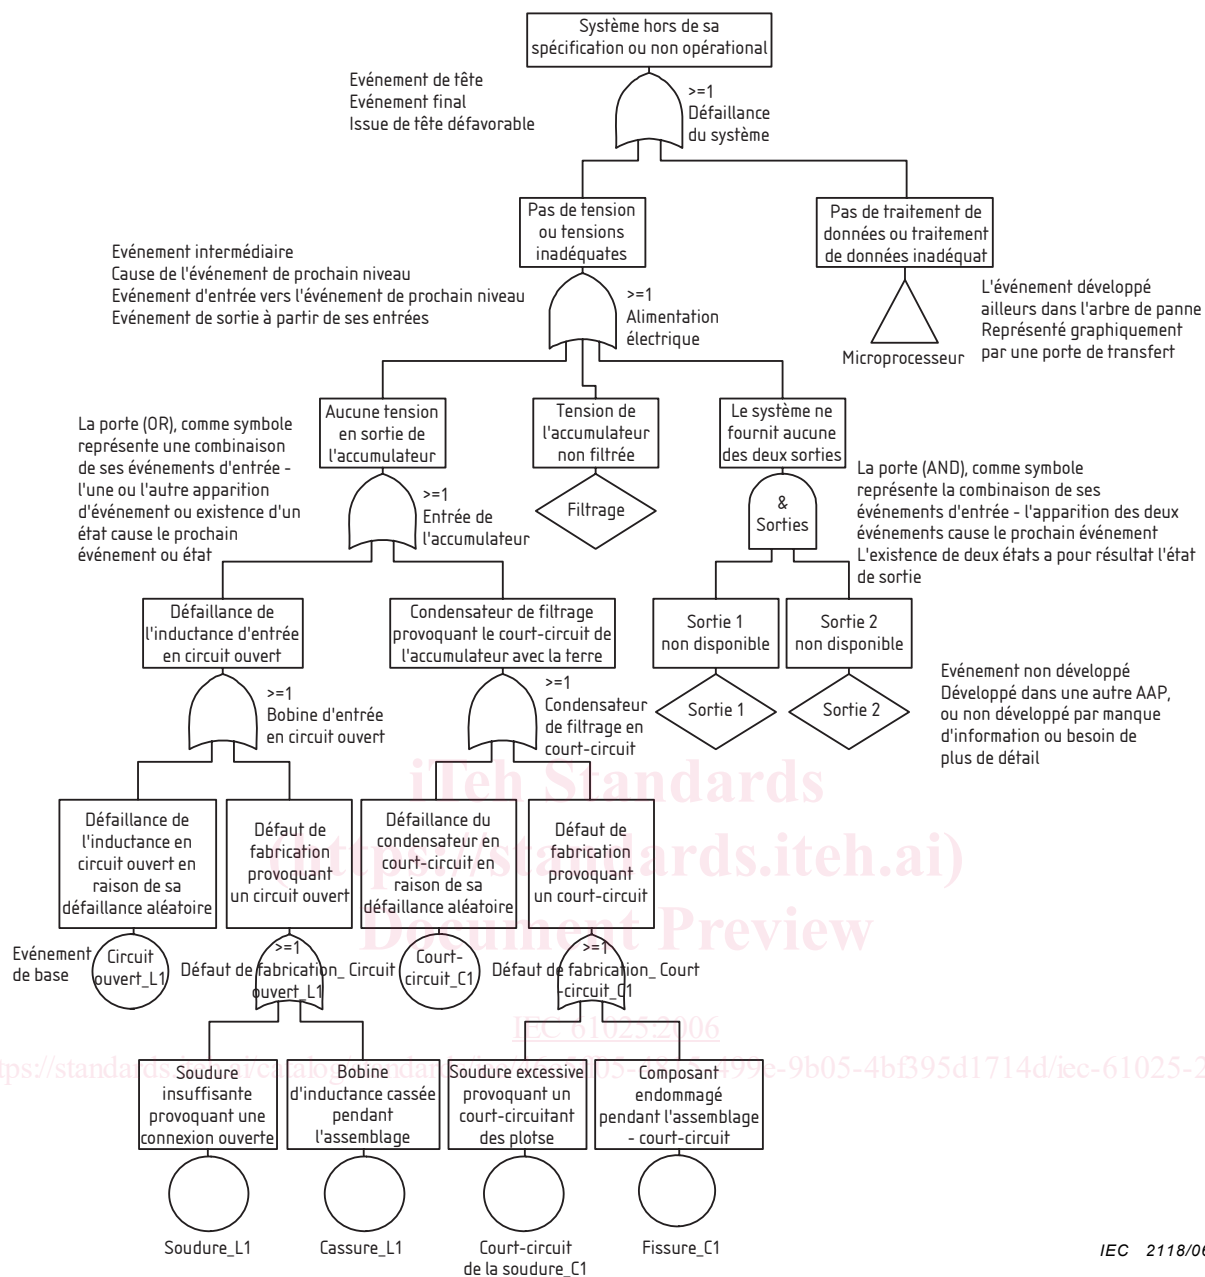 Système hors de sa
spécification ou non opérational
Evénement de tête
Evénement final
Issue de tête défavorable
>=1
Défaillance
du système
Pas de tension
ou tensions
inadéquates
Pas de traitement de
données ou traitement
de données inadéquat
Evénement intermédiaire
Cause de l'événement de prochain niveau
Evénement d'entrée vers l'événement de prochain niveau
Evénement de sortie à partir de ses entrées
>=1
Alimentation
électrique
L'événement développé
ailleurs dans l'arbre de panne
Représenté graphiquement
par une porte de transfert
Microprocesseur
Aucune tension
en sortie de
l'accumulateur
Tension de
l'accumulateur
non filtrée
Le système ne
fournit aucune
des deux sorties
La porte (OR), comme symbole
représente une combinaison
de ses événements d'entrée -
l'une ou l'autre apparition
d'événement ou existence d'un
état cause le prochain
événement ou état
>=1
Entrée de
l'accumulateur
Filtrage
&
Sorties
La porte (AND), comme symbole
représente la combinaison de ses
événements d'entrée - l'apparition des deux
événements cause le prochain événement
L'existence de deux états a pour résultat l'état
de sortie
Défaillance de
l'inductance d'entrée
en circuit ouvert
Condensateur de filtrage
provoquant le court-circuit de
l'accumulateur avec la terre
Sortie 1
non disponible
Sortie 2
non disponible
>=1
Bobine d'entrée
en circuit ouvert
>=1
Condensateur
de filtrage en
court-circuit
Sortie 1
Sortie 2
Evénement non développé
Développé dans une autre AAP,
ou non développé par manque
d'information ou besoin de
plus de détail
iTeh Standards
(https://standards.iteh.ai)
Document Preview
Défaillance de
l'inductance en
circuit ouvert en
raison de sa
défaillance aléatoire
Défaut de
fabrication
provoquant
un circuit ouvert
Défaillance du
condensateur en
court-circuit en
raison de sa
défaillance aléatoire
Défaut de
fabrication
provoquant
un court-circuit
Evénement
de base
Circuit
ouvert_L1
>=1
Défaut de fabrication_ Circuit
ouvert_L1
Court-
circuit_C1
>=1
Défaut de fabrication_ Court
-circuit_C1
IEC 61025:2006
Soudure
insuffisante
provoquant une
connexion ouverte
Bobine
d'inductance cassée
pendant
l'assemblage
Soudure excessive
provoquant un
court-circuitant
des plotse
Composant
endommagé
pendant l'assemblage
- court-circuit
Soudure_L1
Cassure_L1
Court-circuit
de la soudure_C1
Fissure_C1
IEC 2118/06